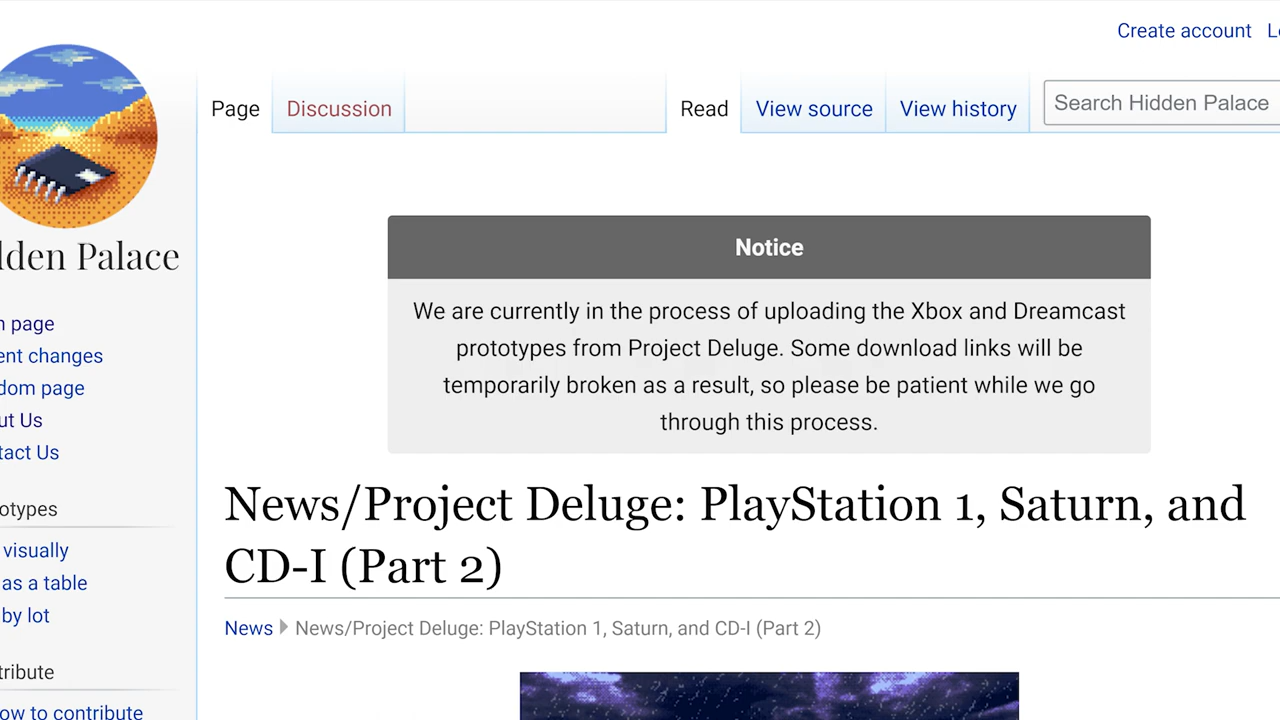 Create account
Page
Discussion
Read
View source
View history
Search Hidden Palace
dden Palace
page
ent changes
dom page
ut Us
tact Us
otypes
visually
as a table
by lot
tribute
ow to contribute
Notice
We are currently in the process of uploading the Xbox and Dreamcast
prototypes from Project Deluge. Some download links will be
temporarily broken as a result, so please be patient while we go
through this process.
News/Project Deluge: PlayStation 1, Saturn, and
CD-I (Part 2)
News
News/Project Deluge: PlayStation 1, Saturn, and CD-I (Part 2)